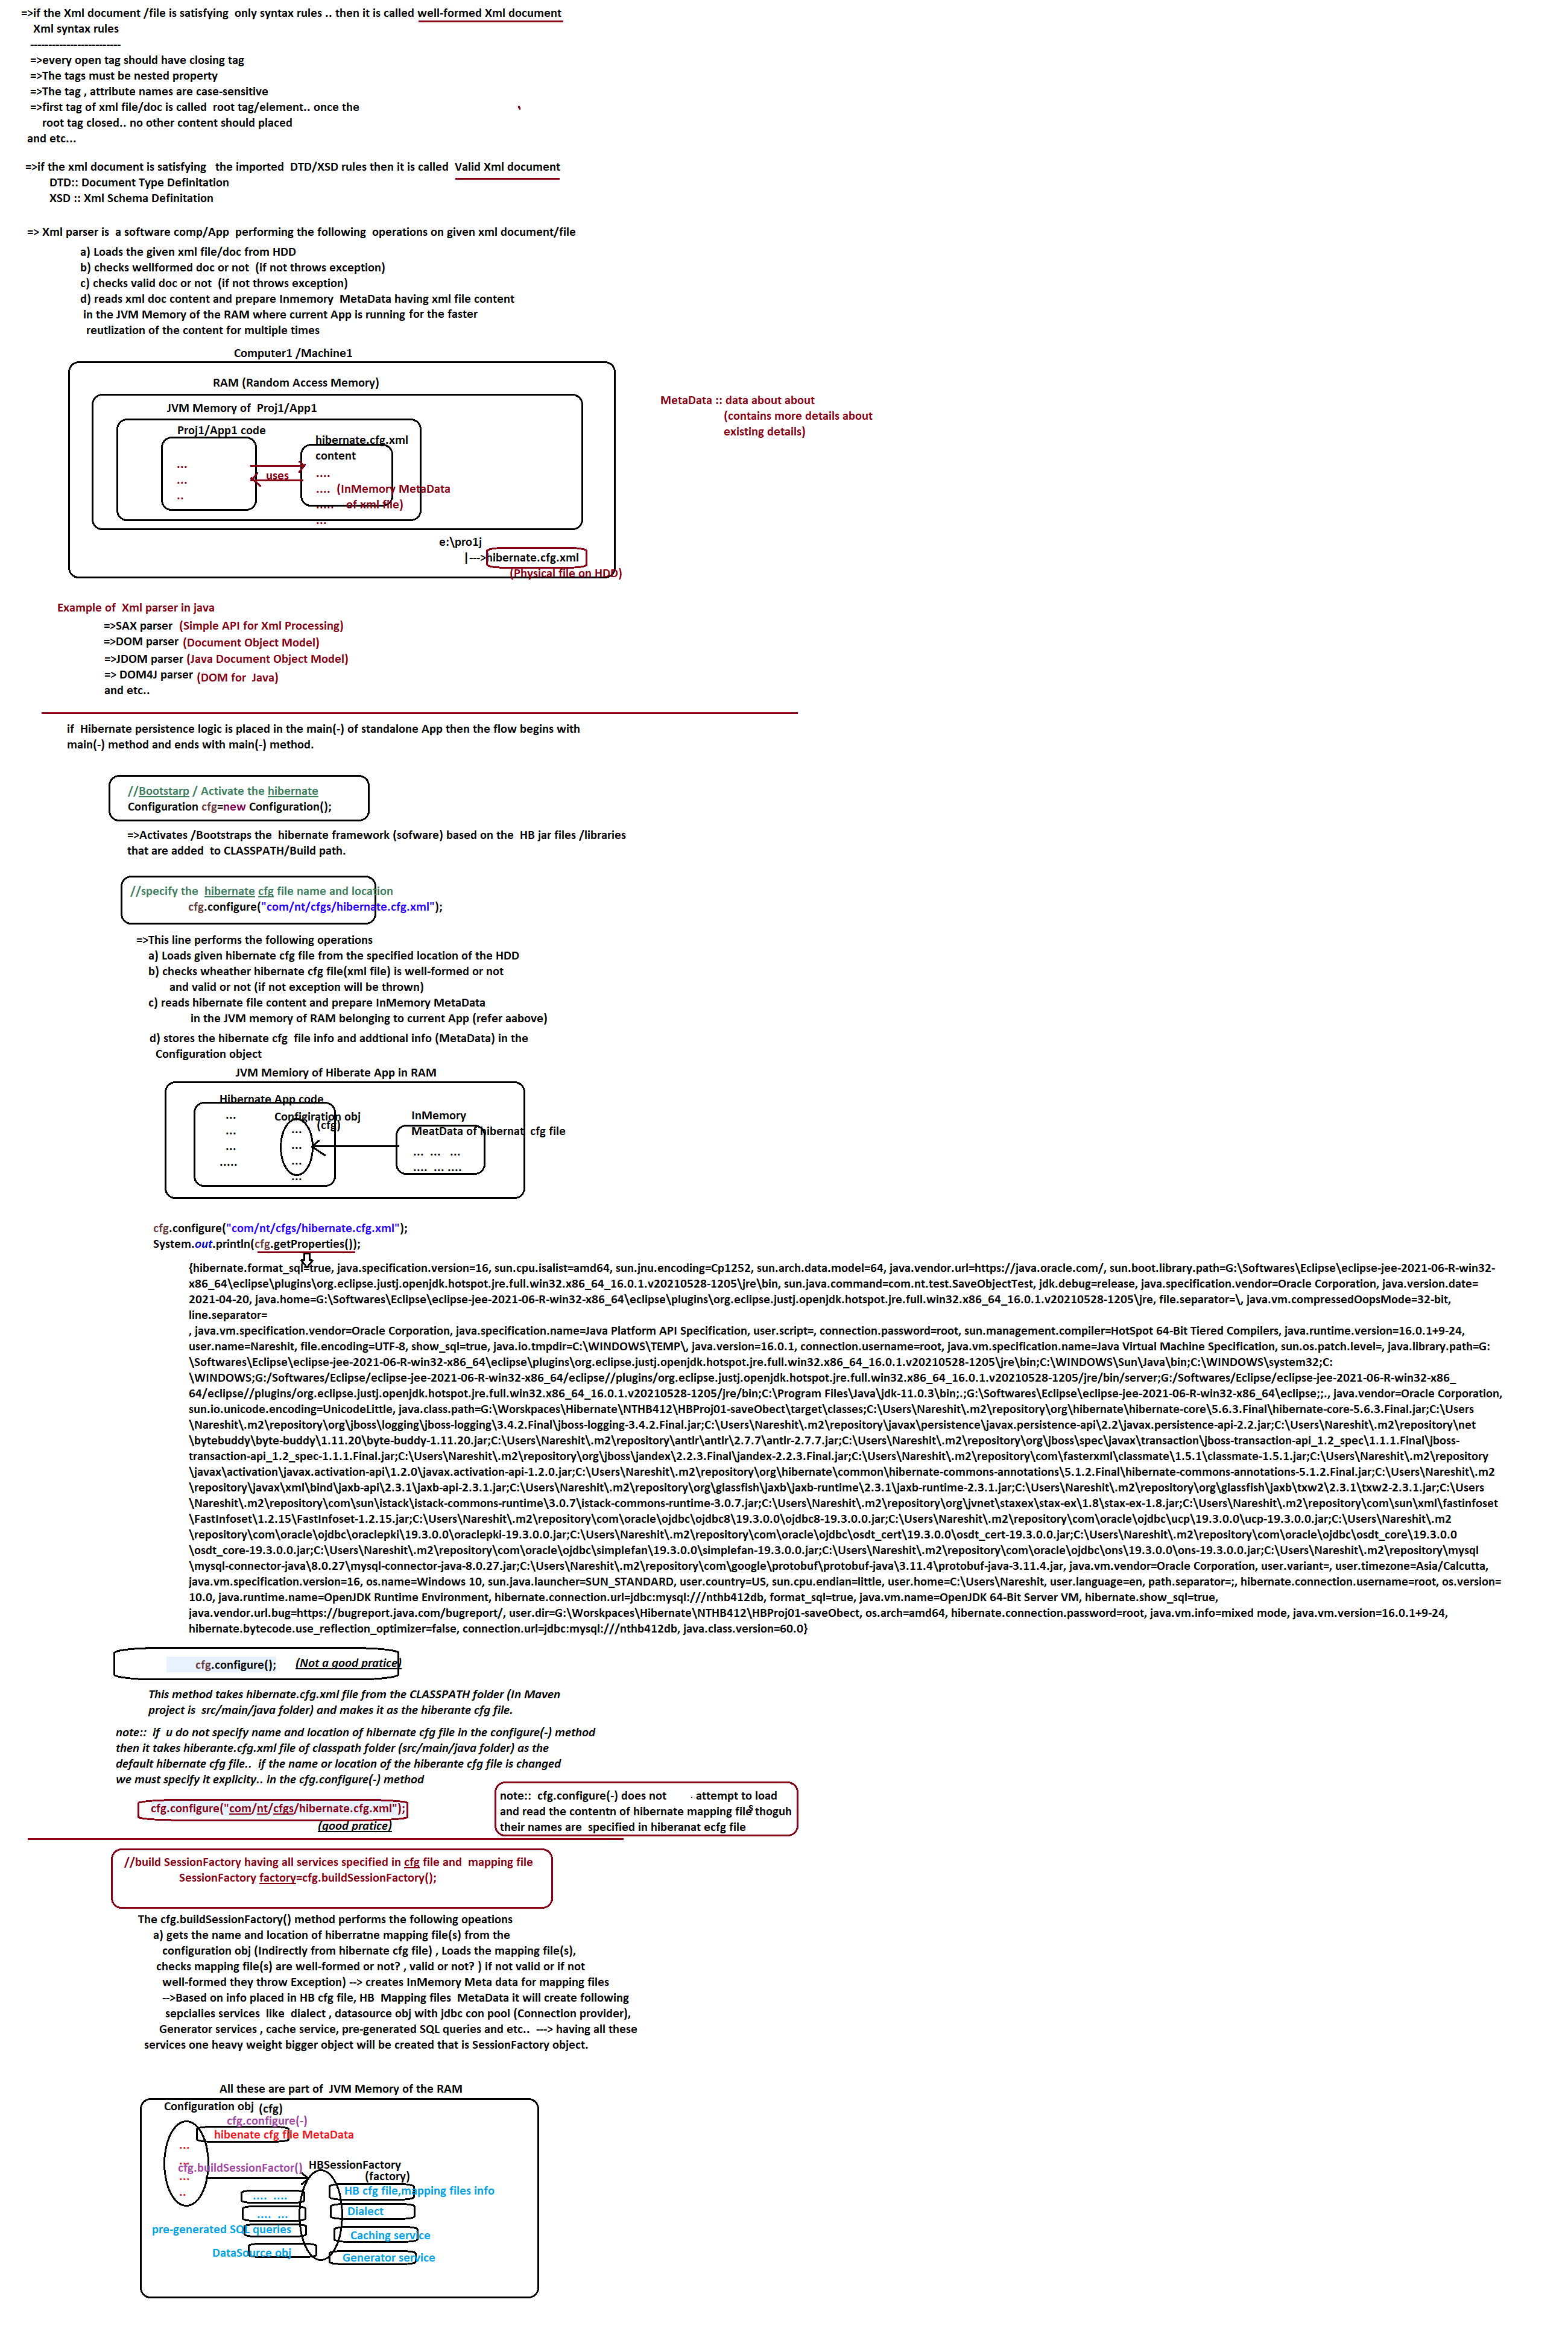 =>if the Xml document /file is satisfying  only syntax rules .. then it is called well-formed Xml document
Xml syntax rules
-------------------------
=>every open tag should have closing tag
=>The tags must be nested property
=>The tag , attribute names are case-sensitive
=>first tag of xml file/doc is called  root tag/element.. once the
root tag closed.. no other content should placed
and etc...
=>if the xml document is satisfying   the imported  DTD/XSD rules then it is called  Valid Xml document
DTD:: Document Type Definition
XSD :: Xml Schema Definition
=> Xml parser is  a software comp/App  performing the following  operations on given xml document/file
a) Loads the given xml file/doc from HDD
b) checks wellformed doc or not  (if not throws exception)
c) checks valid doc or not  (if not throws exception)
d) reads xml doc content and prepare Inmemory  MetaData having xml file content
in the JVM Memory of the RAM where current App is running for the faster
reutlization of the content for multiple times
Computer1 /Machine1
RAM (Random Access Memory)
JVM Memory of  Proj1/App1
Proj1/App1 code
hibernate.cfg.xml
content
...
...
..
uses
....
.... (InMemory MetaData
..... of xml file)
...
MetaData :: data about about
(contains more details about
existing details)
e:\pro1j
|--->hibernate.cfg.xml
(Physical file on HDD)
Example of  Xml parser in java
=>SAX parser  (Simple API for Xml Processing)
=>DOM parser (Document Object Model)
=>JDOM parser (Java Document Object Model)
=> DOM4J parser (DOM for  Java)
and etc..
if  Hibernate persistence logic is placed in the main(-) of standalone App then the flow begins with
main(-) method and ends with main(-) method.
//Bootstarp / Activate the hibernate
Configuration cfg=new Configuration();
=>Activates /Bootstraps the  hibernate framework (sofware) based on the  HB jar files /libraries
that are added  to CLASSPATH/Build path.
//specify the  hibernate cfg file name and location
cfg.configure("com/nt/cfgs/hibernate.cfg.xml");
=>This line performs the following operations
a) Loads given hibernate cfg file from the specified location of the HDD
b) checks wheather hibernate cfg file(xml file) is well-formed or not
and valid or not (if not exception will be thrown)
c) reads hibernate file content and prepare InMemory MetaData
in the JVM memory of RAM belonging to current App (refer aabove)
d) stores the hibernate cfg  file info and addtional info (MetaData) in the
Configuration object
JVM Memiory of Hiberate App in RAM
Hibernate App code
...
...
...
.....
Configiration obj
(cfg)
...
...
...
...
InMemory
MeatData of hibernat  cfg file
...  ...   ...
....  ... ....
cfg.configure("com/nt/cfgs/hibernate.cfg.xml");
System.out.println(cfg.getProperties());
{hibernate.format_sql=true, java.specification.version=16, sun.cpu.isalist=amd64, sun.jnu.encoding=Cp1252, sun.arch.data.model=64, java.vendor.url=https://java.oracle.com/, sun.boot.library.path=G:\Softwares\Eclipse\eclipse-jee-2021-06-R-win32-
x86_64\eclipse\plugins\org.eclipse.justj.openjdk.hotspot.jre.full.win32.x86_64_16.0.1.v20210528-1205\jre\bin, sun.java.command=com.nt.test.SaveObjectTest, jdk.debug=release, java.specification.vendor=Oracle Corporation, java.version.date=
2021-04-20, java.home=G:\Softwares\Eclipse\eclipse-jee-2021-06-R-win32-x86_64\eclipse\plugins\org.eclipse.justj.openjdk.hotspot.jre.full.win32.x86_64_16.0.1.v20210528-1205\jre, file.separator=\, java.vm.compressedOopsMode=32-bit,
line.separator=
, java.vm.specification.vendor=Oracle Corporation, java.specification.name=Java Platform API Specification, user.script=, connection.password=root, sun.management.compiler=HotSpot 64-Bit Tiered Compilers, java.runtime.version=16.0.1+9-24,
user.name=Nareshit, file.encoding=UTF-8, show_sql=true, java.io.tmpdir=C:\WINDOWS\TEMP\, java.version=16.0.1, connection.username=root, java.vm.specification.name=Java Virtual Machine Specification, sun.os.patch.level=, java.library.path=G:
\Softwares\Eclipse\eclipse-jee-2021-06-R-win32-x86_64\eclipse\plugins\org.eclipse.justj.openjdk.hotspot.jre.full.win32.x86_64_16.0.1.v20210528-1205\jre\bin;C:\WINDOWS\Sun\Java\bin;C:\WINDOWS\system32;C:
\WINDOWS;G:/Softwares/Eclipse/eclipse-jee-2021-06-R-win32-x86_64/eclipse//plugins/org.eclipse.justj.openjdk.hotspot.jre.full.win32.x86_64_16.0.1.v20210528-1205/jre/bin/server;G:/Softwares/Eclipse/eclipse-jee-2021-06-R-win32-x86_
64/eclipse//plugins/org.eclipse.justj.openjdk.hotspot.jre.full.win32.x86_64_16.0.1.v20210528-1205/jre/bin;C:\Program Files\Java\jdk-11.0.3\bin;.;G:\Softwares\Eclipse\eclipse-jee-2021-06-R-win32-x86_64\eclipse;;., java.vendor=Oracle Corporation,
sun.io.unicode.encoding=UnicodeLittle, java.class.path=G:\Worskpaces\Hibernate\NTHB412\HBProj01-saveObect\target\classes;C:\Users\Nareshit\.m2\repository\org\hibernate\hibernate-core\5.6.3.Final\hibernate-core-5.6.3.Final.jar;C:\Users
\Nareshit\.m2\repository\org\jboss\logging\jboss-logging\3.4.2.Final\jboss-logging-3.4.2.Final.jar;C:\Users\Nareshit\.m2\repository\javax\persistence\javax.persistence-api\2.2\javax.persistence-api-2.2.jar;C:\Users\Nareshit\.m2\repository\net
\bytebuddy\byte-buddy\1.11.20\byte-buddy-1.11.20.jar;C:\Users\Nareshit\.m2\repository\antlr\antlr\2.7.7\antlr-2.7.7.jar;C:\Users\Nareshit\.m2\repository\org\jboss\spec\javax\transaction\jboss-transaction-api_1.2_spec\1.1.1.Final\jboss-
transaction-api_1.2_spec-1.1.1.Final.jar;C:\Users\Nareshit\.m2\repository\org\jboss\jandex\2.2.3.Final\jandex-2.2.3.Final.jar;C:\Users\Nareshit\.m2\repository\com\fasterxml\classmate\1.5.1\classmate-1.5.1.jar;C:\Users\Nareshit\.m2\repository
\javax\activation\javax.activation-api\1.2.0\javax.activation-api-1.2.0.jar;C:\Users\Nareshit\.m2\repository\org\hibernate\common\hibernate-commons-annotations\5.1.2.Final\hibernate-commons-annotations-5.1.2.Final.jar;C:\Users\Nareshit\.m2
\repository\javax\xml\bind\jaxb-api\2.3.1\jaxb-api-2.3.1.jar;C:\Users\Nareshit\.m2\repository\org\glassfish\jaxb\jaxb-runtime\2.3.1\jaxb-runtime-2.3.1.jar;C:\Users\Nareshit\.m2\repository\org\glassfish\jaxb\txw2\2.3.1\txw2-2.3.1.jar;C:\Users
\Nareshit\.m2\repository\com\sun\istack\istack-commons-runtime\3.0.7\istack-commons-runtime-3.0.7.jar;C:\Users\Nareshit\.m2\repository\org\jvnet\staxex\stax-ex\1.8\stax-ex-1.8.jar;C:\Users\Nareshit\.m2\repository\com\sun\xml\fastinfoset
\FastInfoset\1.2.15\FastInfoset-1.2.15.jar;C:\Users\Nareshit\.m2\repository\com\oracle\ojdbc\ojdbc8\19.3.0.0\ojdbc8-19.3.0.0.jar;C:\Users\Nareshit\.m2\repository\com\oracle\ojdbc\ucp\19.3.0.0\ucp-19.3.0.0.jar;C:\Users\Nareshit\.m2
\repository\com\oracle\ojdbc\oraclepki\19.3.0.0\oraclepki-19.3.0.0.jar;C:\Users\Nareshit\.m2\repository\com\oracle\ojdbc\osdt_cert\19.3.0.0\osdt_cert-19.3.0.0.jar;C:\Users\Nareshit\.m2\repository\com\oracle\ojdbc\osdt_core\19.3.0.0
\osdt_core-19.3.0.0.jar;C:\Users\Nareshit\.m2\repository\com\oracle\ojdbc\simplefan\19.3.0.0\simplefan-19.3.0.0.jar;C:\Users\Nareshit\.m2\repository\com\oracle\ojdbc\ons\19.3.0.0\ons-19.3.0.0.jar;C:\Users\Nareshit\.m2\repository\mysql
\mysql-connector-java\8.0.27\mysql-connector-java-8.0.27.jar;C:\Users\Nareshit\.m2\repository\com\google\protobuf\protobuf-java\3.11.4\protobuf-java-3.11.4.jar, java.vm.vendor=Oracle Corporation, user.variant=, user.timezone=Asia/Calcutta,
java.vm.specification.version=16, os.name=Windows 10, sun.java.launcher=SUN_STANDARD, user.country=US, sun.cpu.endian=little, user.home=C:\Users\Nareshit, user.language=en, path.separator=;, hibernate.connection.username=root, os.version=
10.0, java.runtime.name=OpenJDK Runtime Environment, hibernate.connection.url=jdbc:mysql:///nthb412db, format_sql=true, java.vm.name=OpenJDK 64-Bit Server VM, hibernate.show_sql=true,
java.vendor.url.bug=https://bugreport.java.com/bugreport/, user.dir=G:\Worskpaces\Hibernate\NTHB412\HBProj01-saveObect, os.arch=amd64, hibernate.connection.password=root, java.vm.info=mixed mode, java.vm.version=16.0.1+9-24,
hibernate.bytecode.use_reflection_optimizer=false, connection.url=jdbc:mysql:///nthb412db, java.class.version=60.0}
cfg.configure();    (Not a good pratice)
This method takes hibernate.cfg.xml file from the CLASSPATH folder (In Maven
project is  src/main/java folder) and makes it as the hiberante cfg file.
note::  if  u do not specify name and location of hibernate cfg file in the configure(-) method
then it takes hiberante.cfg.xml file of classpath folder (src/main/java folder) as the
default hibernate cfg file..  if the name or location of the hiberante cfg file is changed
we must specify it explicity.. in the cfg.configure(-) method
cfg.configure("com/nt/cfgs/hibernate.cfg.xml");
(good pratice)
note::  cfg.configure(-) does not attempt to load
and read the contentn of hibernate mapping files thoguh
their names are  specified in hiberanat ecfg file
//build SessionFactory having all services specified in cfg file and  mapping file
SessionFactory factory=cfg.buildSessionFactory();
The cfg.buildSessionFactory() method performs the following opeations
a) gets the name and location of hiberratne mapping file(s) from the
configuration obj (Indirectly from hibernate cfg file) , Loads the mapping file(s),
checks mapping file(s) are well-formed or not? , valid or not? ) if not valid or if not
well-formed they throw Exception) --> creates InMemory Meta data for mapping files
-->Based on info placed in HB cfg file, HB  Mapping files  MetaData it will create following
sepcialies services  like  dialect , datasource obj with jdbc con pool (Connection provider),
Generator services , cache service, pre-generated SQL queries and etc..  ---> having all these
services one heavy weight bigger object will be created that is SessionFactory object.
All these are part of  JVM Memory of the RAM
Configuration obj (cfg)
cfg.configure(-)
hibenate cfg file MetaData
...
...
cfg.buildSessionFactor()
...
..
HBSessionFactory
(factory)
HB cfg file,mapping files info
....  ....
Dialect
....  ...
pre-generated SQL queries
Caching service
DataSource obj
Generator service